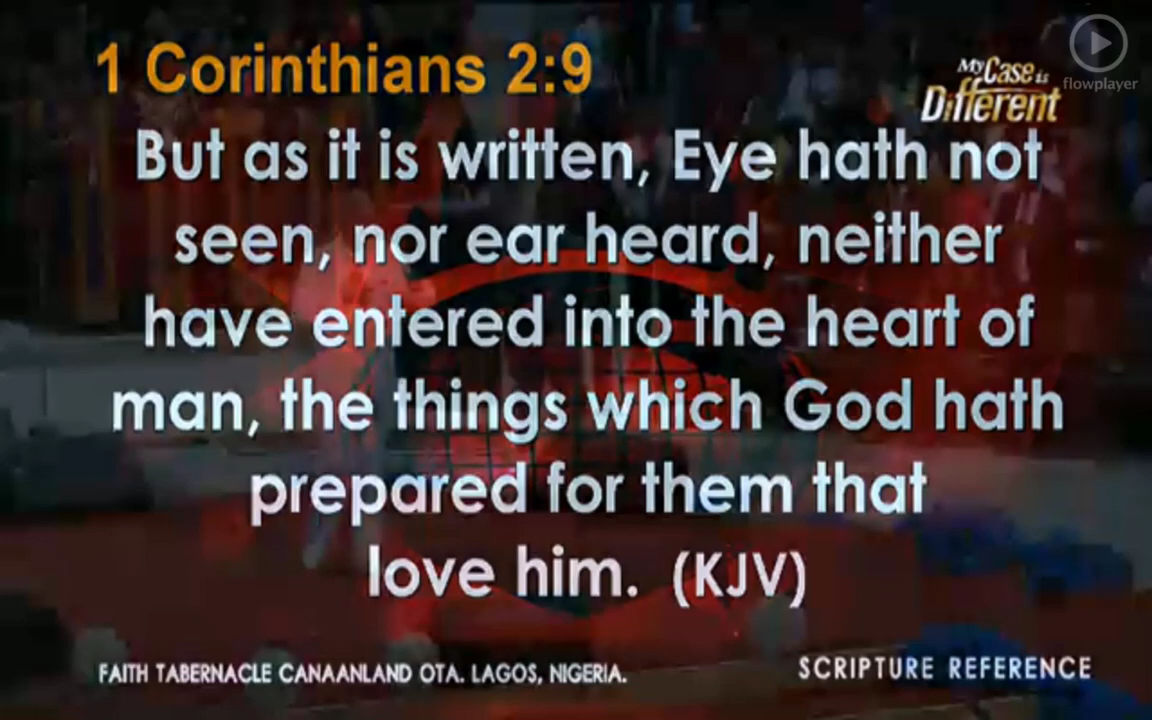 1 Corinthians 2:9
My Case is
Different
flowplayer
But as it is written, Eye hath not
seen, nor ear heard, neither
have entered into the heart of
man, the things which God hath
prepared for them that
love him. (KJV)
FAITH TABERNACLE CANAANLAND OTA. LAGOS, NIGERIA.
SCRIPTURE REFERENCE